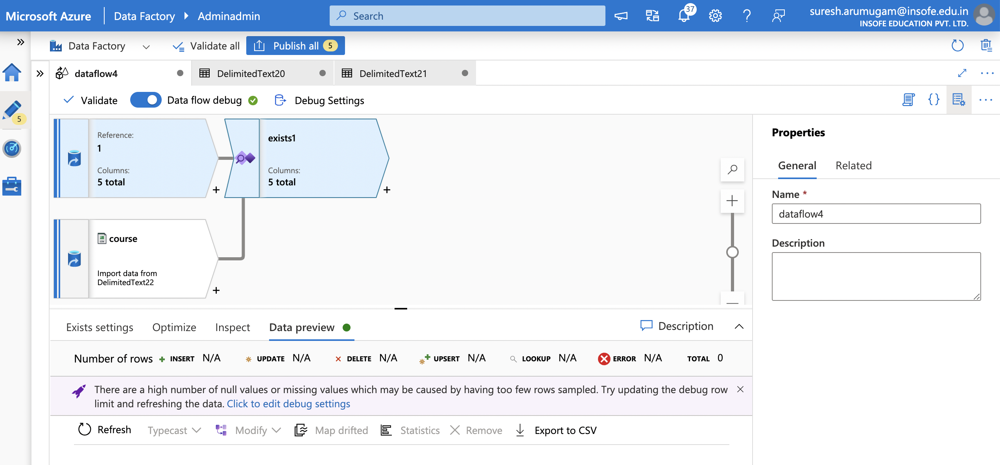 Microsoft Azure
Data Factory
Adminadmin
Search
37
suresh.arumugam@insofe.edu.in
INSOFE EDUCATION PVT. LTD.
Data Factory
Validate all
Publish all
5
dataflow4
DelimitedText20
DelimitedText21
5
Validate
Data flow debug
Debug Settings
Reference:
1
Columns:
5 total
+
exists1
Columns:
5 total
+
CSV
course
Import data from
DelimitedText22
+
Properties
General
Related
Name *
dataflow4
Description
Exists settings
Optimize
Inspect
Data preview
Description
Number of rows
INSERT N/A
UPDATE N/A
DELETE N/A
UPSERT N/A
LOOKUP N/A
ERROR N/A
TOTAL 0
There are a high number of null values or missing values which may be caused by having too few rows sampled. Try updating the debug row
limit and refreshing the data. Click to edit debug settings
Refresh
Typecast
Modify
Map drifted
Statistics
Remove
Export to CSV